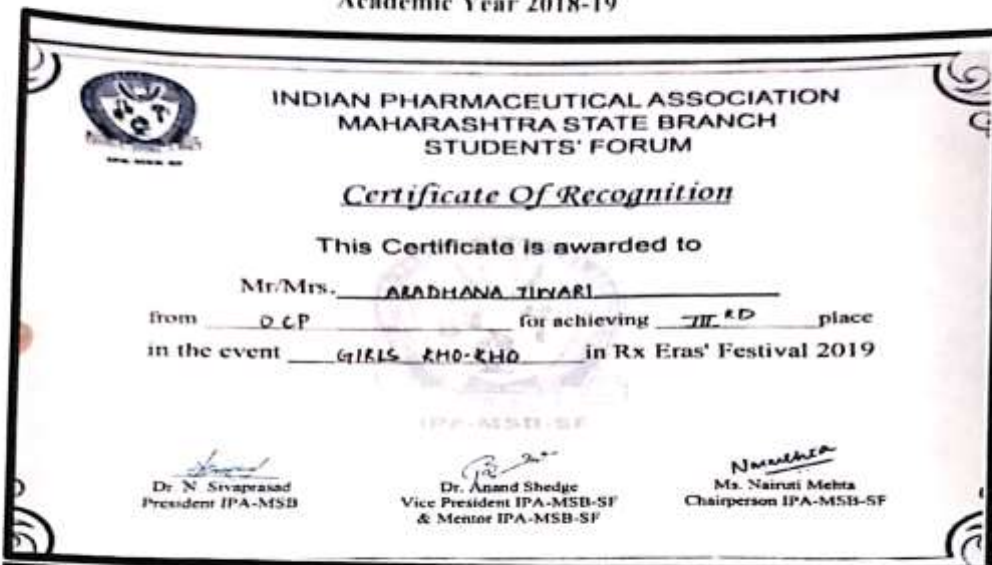 Academic Year 2018-19
INDIAN PHARMACEUTICAL ASSOCIATION
MAHARASHTRA STATE BRANCH
STUDENTS' FORUM
IPA-MSB-SF
Certificate Of Recognition
This Certificate is awarded to
Mr/Mrs. ARADHANA TIWARI
from OCP for achieving III RD place
in the event GIRLS KHO-KHO in Rx Eras' Festival 2019
IPA-MSB-SF
Dr. N. Sivaprasad
President IPA-MSB
Dr. Anand Shedge
Vice President IPA-MSB-SF
& Mentor IPA-MSB-SF
Ms. Nairuti Mehta
Chairperson IPA-MSB-SF